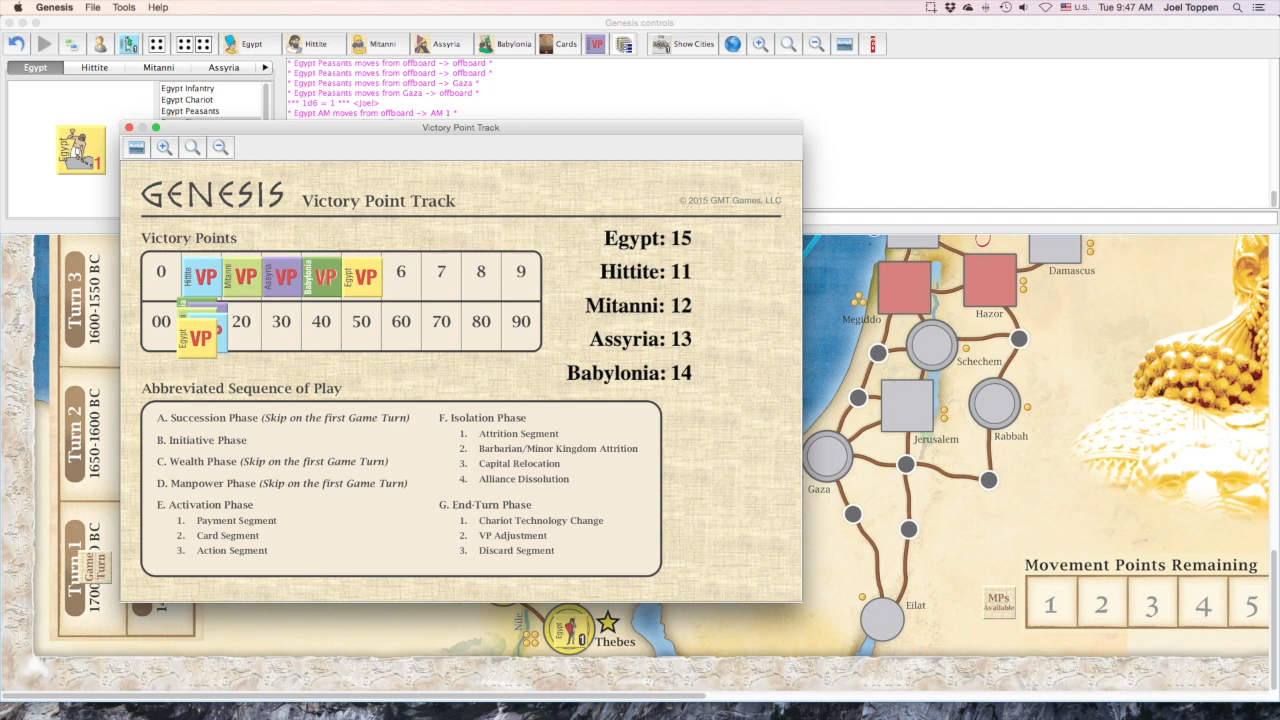 Genesis File Tools Help
U.S. Tue 9:47 AM Joel Toppen
Genesis controls
Egypt Hittite Mitanni Assyria Babylonia Cards VP Show Cities
Egypt Hittite Mitanni Assyria
Egypt Infantry
Egypt Chariot
Egypt Peasants
Egypt 1
* Egypt Peasants moves from offboard -> offboard *
* Egypt Peasants moves from offboard -> offboard *
* Egypt Peasants moves from offboard -> Gaza *
* Egypt Peasants moves from Gaza -> offboard *
*** 1d6 = 1 *** <Joel>
* Egypt AM moves from offboard -> AM 1 *
Victory Point Track
GENESIS Victory Point Track
© 2015 GMT Games, LLC
Victory Points
0 Hittite VP Mitanni VP Assyria VP Babylonia VP Egypt VP 6 7 8 9
00 Egypt VP 20 30 40 50 60 70 80 90
Egypt: 15
Hittite: 11
Mitanni: 12
Assyria: 13
Babylonia: 14
Abbreviated Sequence of Play
A. Succession Phase (Skip on the first Game Turn)
B. Initiative Phase
C. Wealth Phase (Skip on the first Game Turn)
D. Manpower Phase (Skip on the first Game Turn)
E. Activation Phase
1. Payment Segment
2. Card Segment
3. Action Segment
F. Isolation Phase
1. Attrition Segment
2. Barbarian/Minor Kingdom Attrition
3. Capital Relocation
4. Alliance Dissolution
G. End-Turn Phase
1. Chariot Technology Change
2. VP Adjustment
3. Discard Segment
Turn 3
1600-1550 BC
Turn 2
1650-1600 BC
Turn 1
Game
Turn
Damascus
Megiddo
Hazor
Schechem
Jerusalem
Rabbah
Gaza
Eilat
Nile
Egypt
Thebes
Movement Points Remaining
MPs
Available
1 2 3 4 5